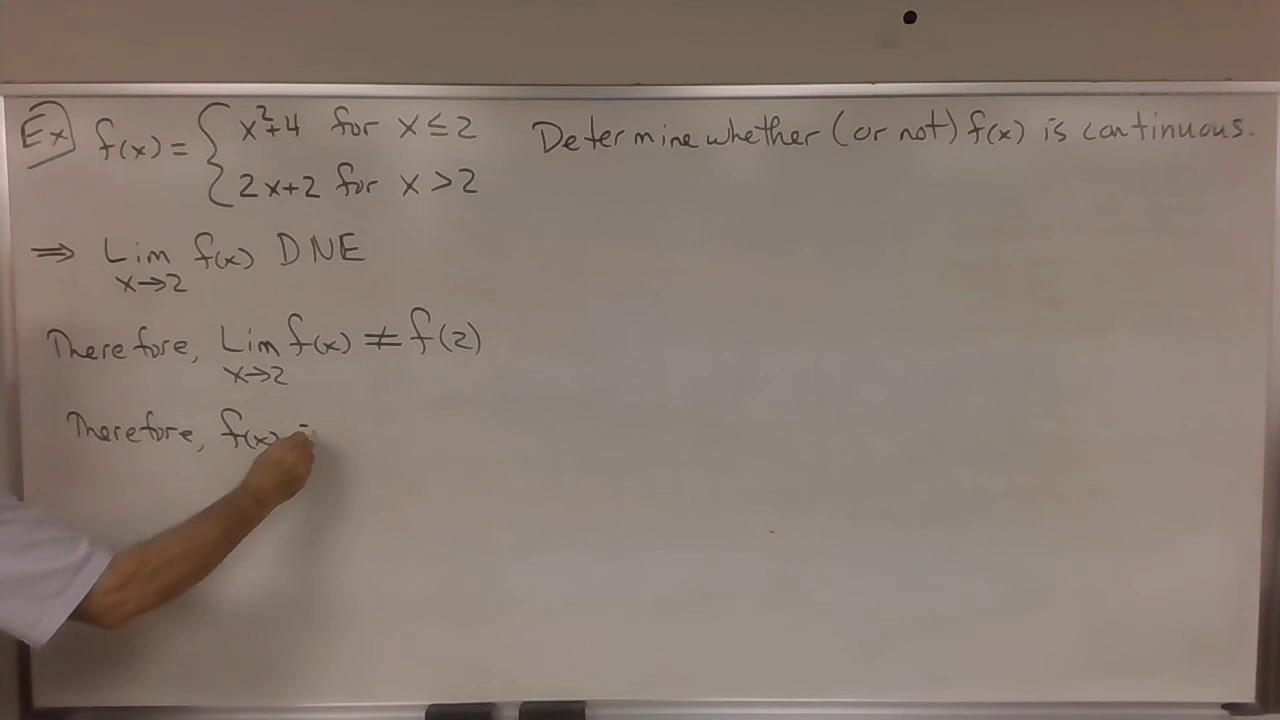 Ex f(x) = { x²+4 for x ≤ 2 Determine whether (or not) f(x) is continuous.
2x+2 for x > 2
⇒ Lim f(x) DNE
x→2
Therefore, Lim f(x) ≠ f(2)
x→2
Therefore, f(x)